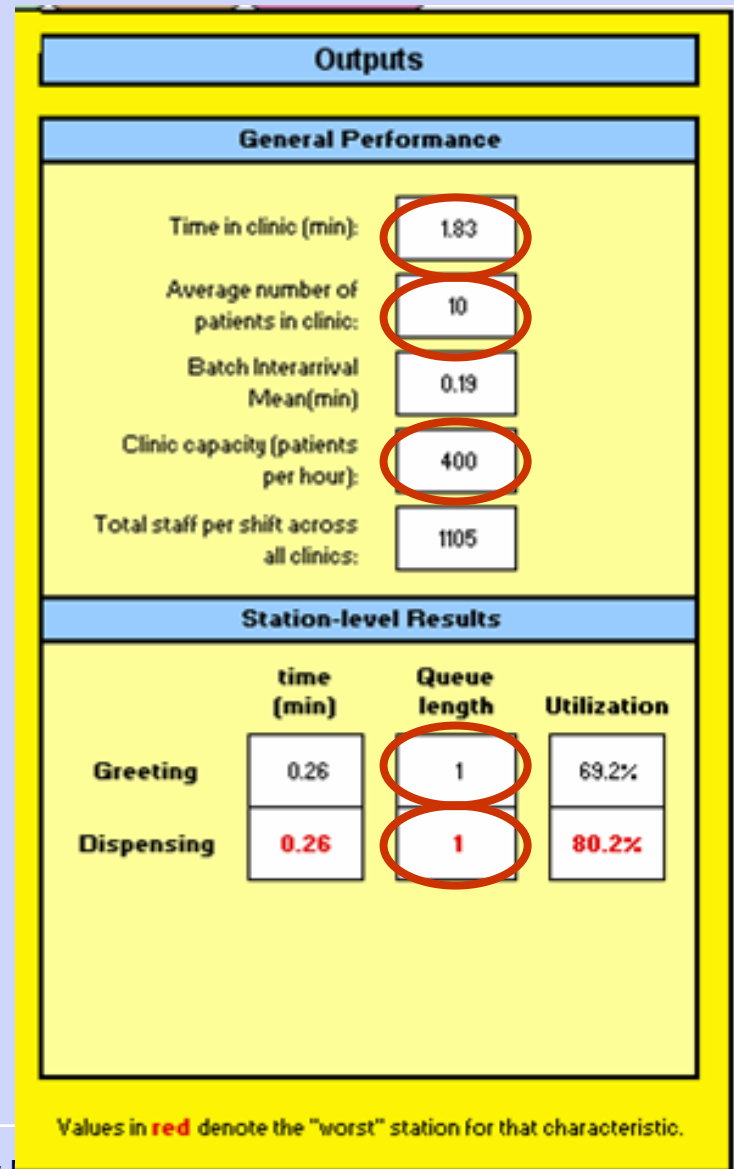 Outputs
General Performance
Time in clinic (min): 1.83
Average number of
patients in clinic: 10
Batch Interarrival
Mean(min) 0.19
Clinic capacity (patients
per hour): 400
Total staff per shift across
all clinics: 1105
Station-level Results
time
(min) Queue
length Utilization
Greeting 0.26 1 69.2%
Dispensing 0.26 1 80.2%
Values in red denote the "worst" station for that characteristic.